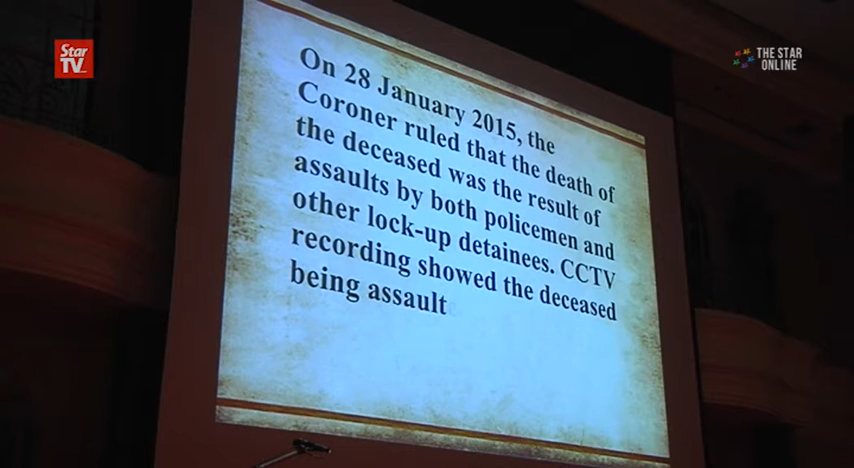 Star
TV
THE STAR
ONLINE
On 28 January 2015, the
Coroner ruled that the death of
the deceased was the result of
assaults by both policemen and
other lock-up detainees. CCTV
recording showed the deceased
being assault